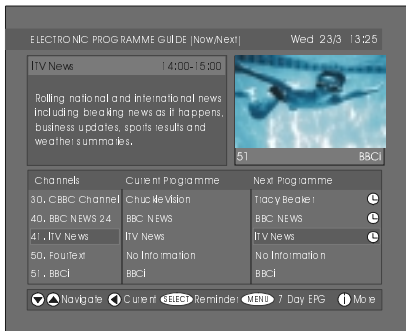 ELECTRONIC PROGRAMME GUIDE (Now/Next) Wed 23/3 13:25
ITV News 14:00-15:00
Rolling national and international news
including breaking news as it happens,
business updates, sports results and
weather summaries.
51 BBCi
Channels Current Programme Next Programme
30. CBBC Channel ChuckleVision Tracy Beaker
40. BBC NEWS 24 BBC NEWS BBC NEWS
41. ITV News ITV News ITV News
50. FourText No Information No Information
51. BBCi BBCi BBCi
Navigate Current SELECT Reminder MENU 7 Day EPG i More